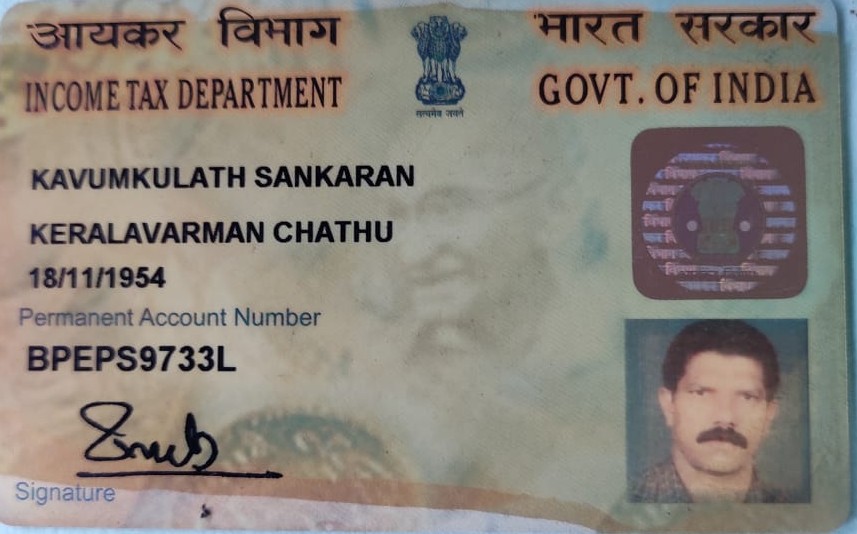 आयकर विभाग भारत सरकार
INCOME TAX DEPARTMENT GOVT. OF INDIA
सत्यमेव जयते
KAVUMKULATH SANKARAN
KERALAVARMAN CHATHU
18/11/1954
Permanent Account Number
BPEPS9733L
Signature